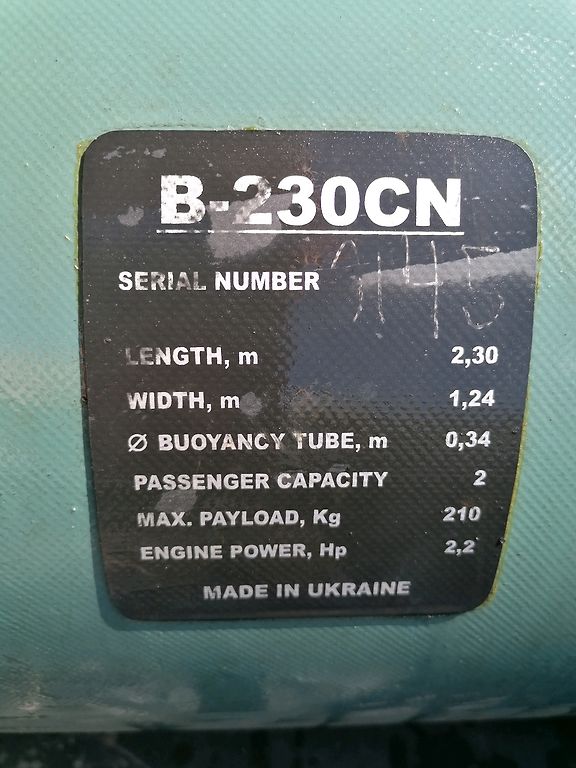 B-230CN
SERIAL NUMBER
LENGTH, m 2,30
WIDTH, m 1,24
Ø BUOYANCY TUBE, m 0,34
PASSENGER CAPACITY 2
MAX. PAYLOAD, Kg 210
ENGINE POWER, Hp 2,2
MADE IN UKRAINE